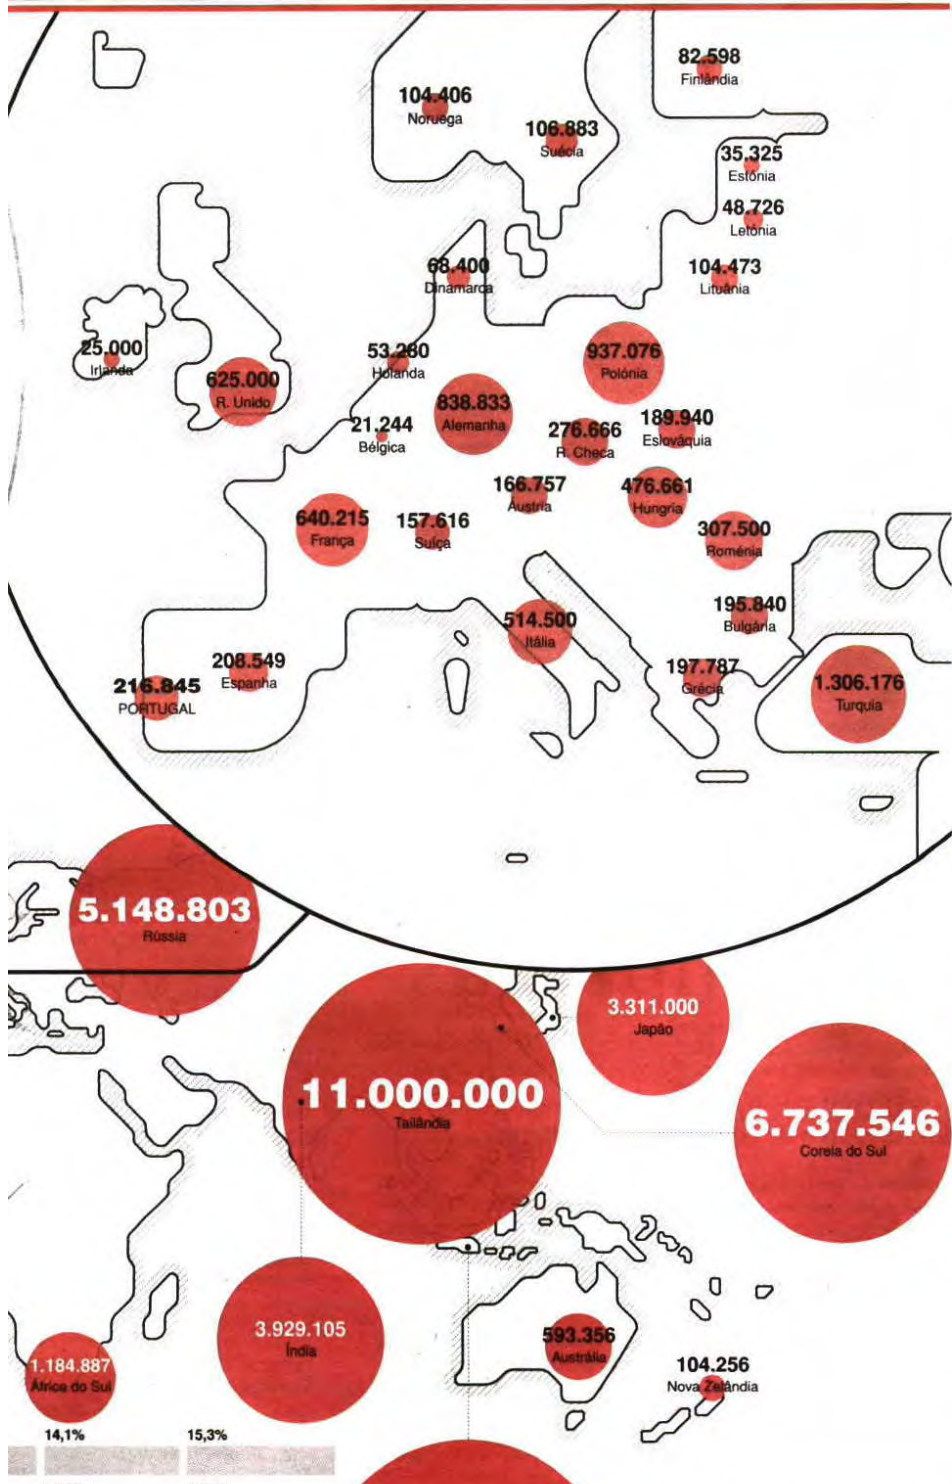 82.598
Finlândia
104.406
Noruega
106.883
Suécia
35.325
Estónia
48.726
Letónia
68.400
Dinamarca
104.473
Lituânia
25.000
Irlanda
53.280
Holanda
937.076
Polónia
625.000
R. Unido
838.833
Alemanha
21.244
Bélgica
276.666
R. Checa
189.940
Eslováquia
166.757
Áustria
476.661
Hungria
640.215
França
157.616
Suíça
307.500
Roménia
514.500
Itália
195.840
Bulgária
208.549
Espanha
216.845
PORTUGAL
197.787
Grécia
1.306.176
Turquia
5.148.803
Rússia
3.311.000
Japão
11.000.000
Tailândia
6.737.546
Coreia do Sul
3.929.105
Índia
593.356
Austrália
1.184.887
África do Sul
104.256
Nova Zelândia
14,1%
15,3%